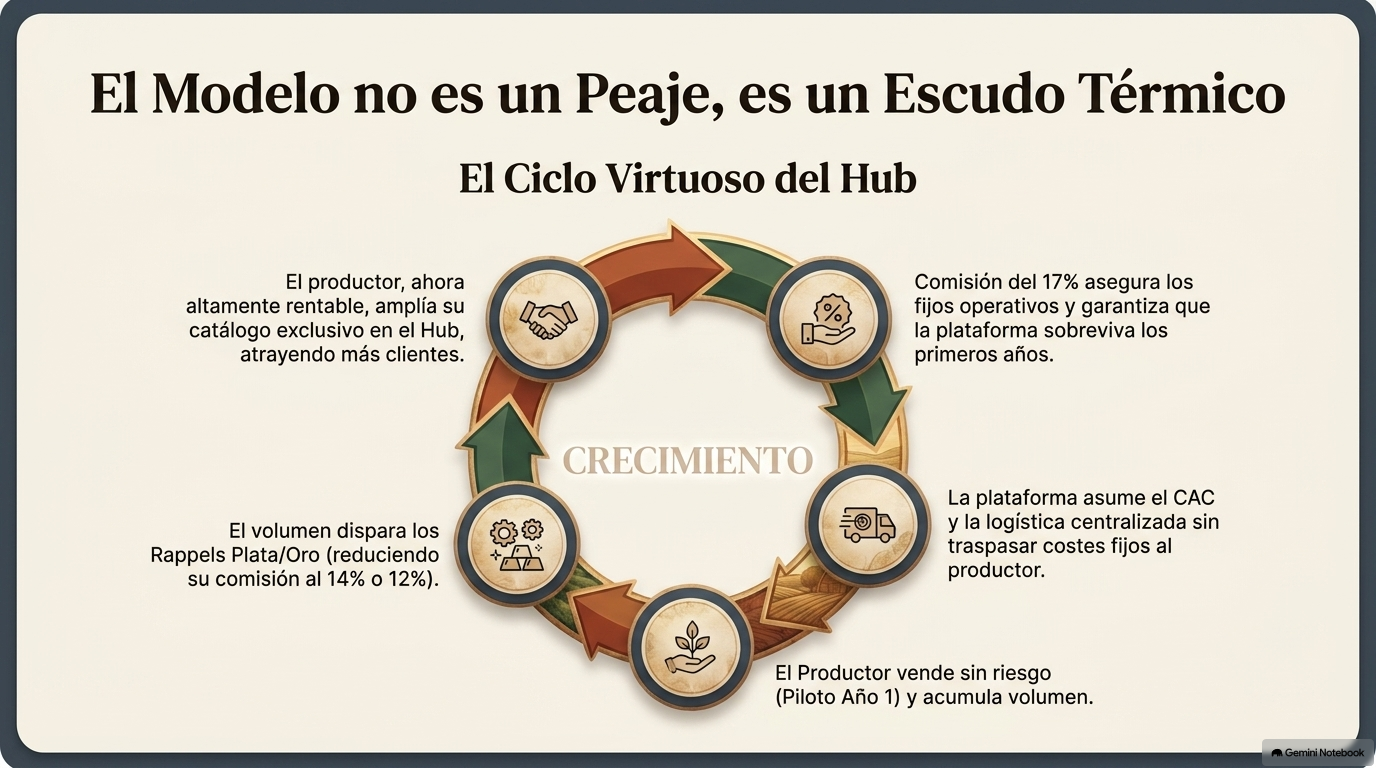 El Modelo no es un Peaje, es un Escudo Térmico
El Ciclo Virtuoso del Hub
El productor, ahora
altamente rentable, amplía su
catálogo exclusivo en el Hub,
atrayendo más clientes.
Comisión del 17% asegura los
fijos operativos y garantiza que
la plataforma sobreviva los
primeros años.
CRECIMIENTO
La plataforma asume el CAC
y la logística centralizada sin
traspasar costes fijos al
productor.
El volumen dispara los
Rappels Plata/Oro (reduciendo
su comisión al 14% o 12%).
El Productor vende sin riesgo
(Piloto Año 1) y acumula volumen.
Gemini Notebook